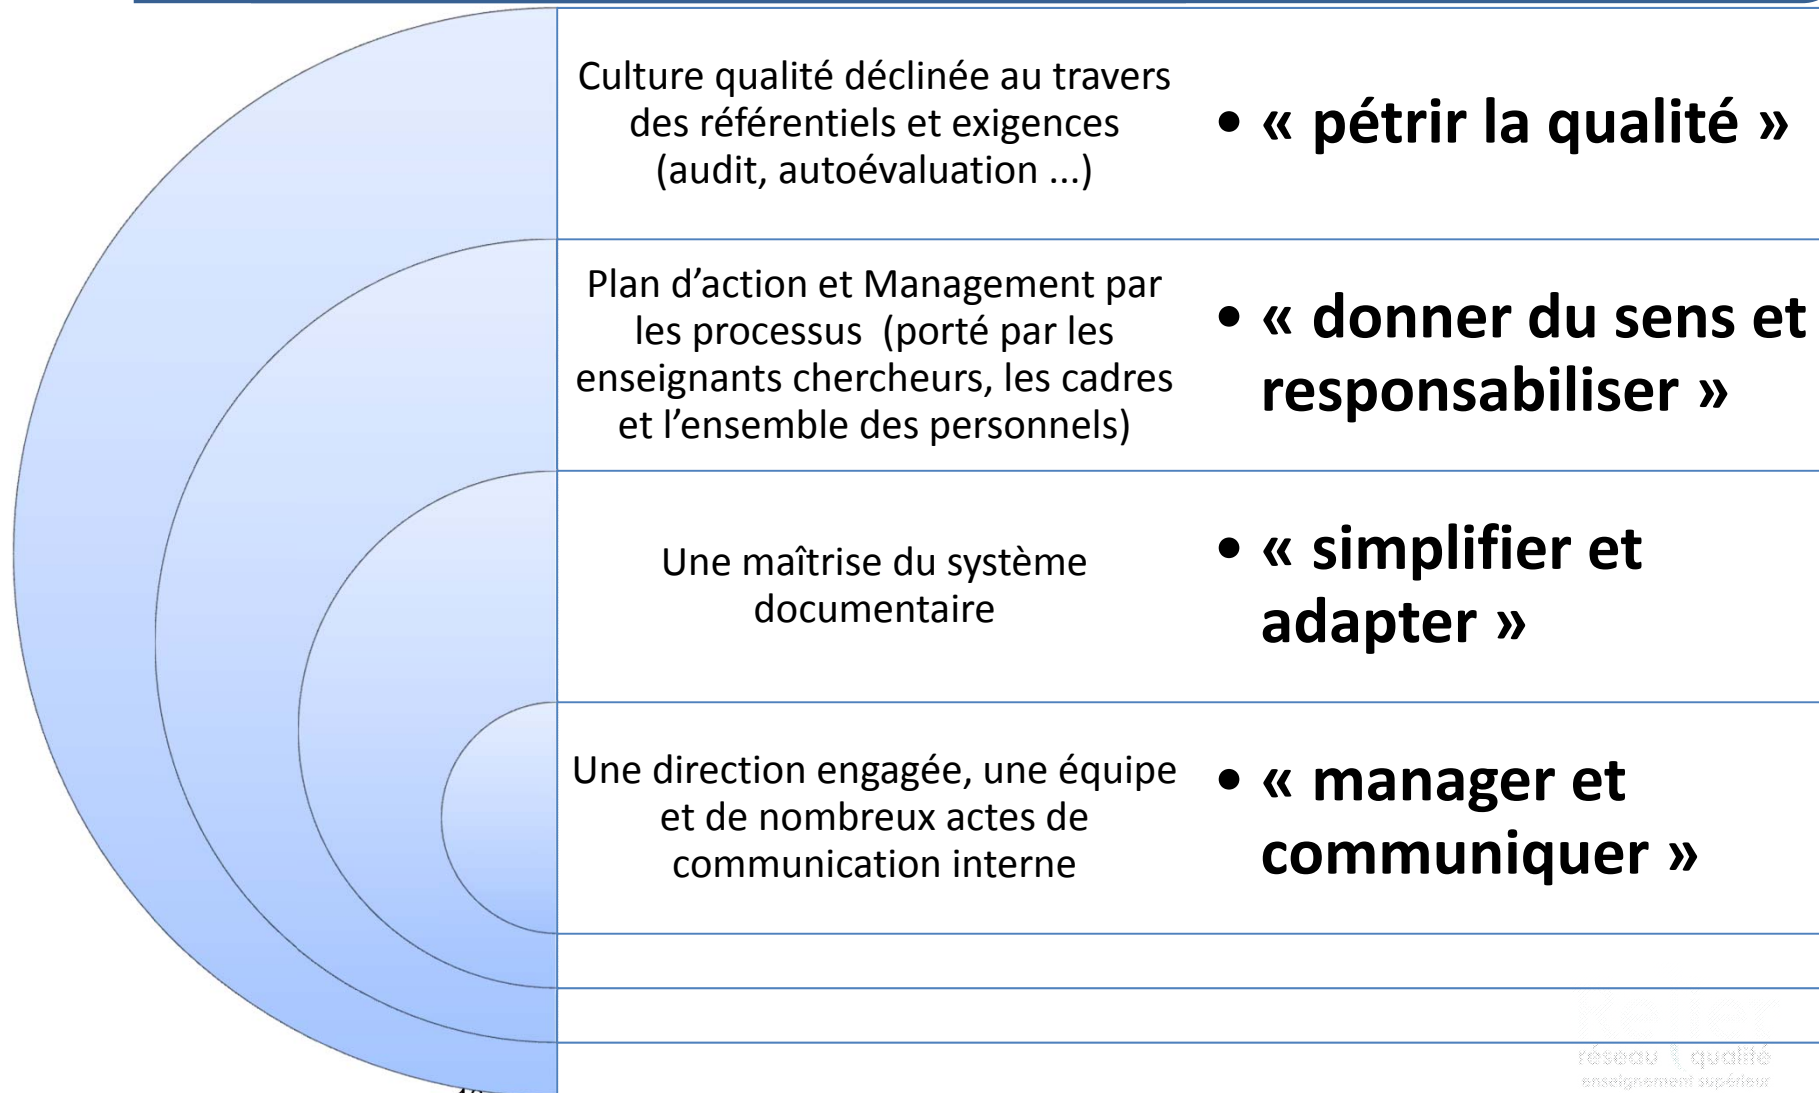 Culture qualité déclinée au travers
des référentiels et exigences
(audit, autoévaluation ...)
• « pétrir la qualité »
Plan d’action et Management par
les processus  (porté par les
enseignants chercheurs, les cadres
et l’ensemble des personnels)
• « donner du sens et
responsabiliser »
Une maîtrise du système
documentaire
• « simplifier et
adapter »
Une direction engagée, une équipe
et de nombreux actes de
communication interne
• « manager et
communiquer »
Relier
réseau qualité
enseignement supérieur